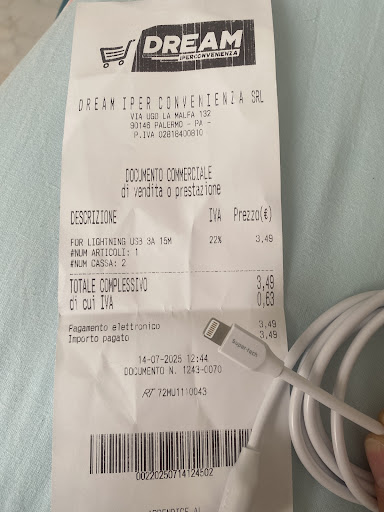 DREAM
IPERCONVENIENZA
DREAM IPER CONVENIENZA SRL
VIA UGO LA MALFA 132
90146 PALERMO - PA -
P.IVA 02818400810
DOCUMENTO COMMERCIALE
di vendita o prestazione
DESCRIZIONE IVA Prezzo(€)
FOR LIGHTNING USB 3A 15M 22% 3,49
#NUM ARTICOLI: 1
#NUM CASSA: 2
TOTALE COMPLESSIVO 3,49
di cui IVA 0,63
Pagamento elettronico 3,49
Importo pagato 3,49
14-07-2025 12:44
DOCUMENTO N. 1243-0070
RT 72MU1110043
Super tech
00220250714124502